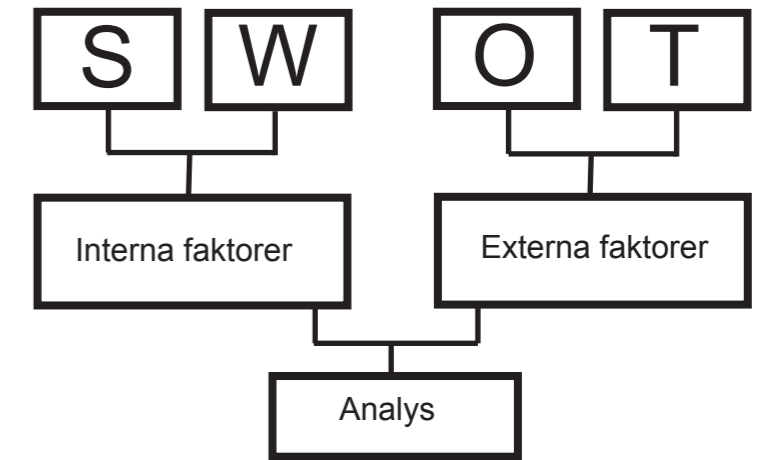 S W O T
Interna faktorer
Externa faktorer
Analys